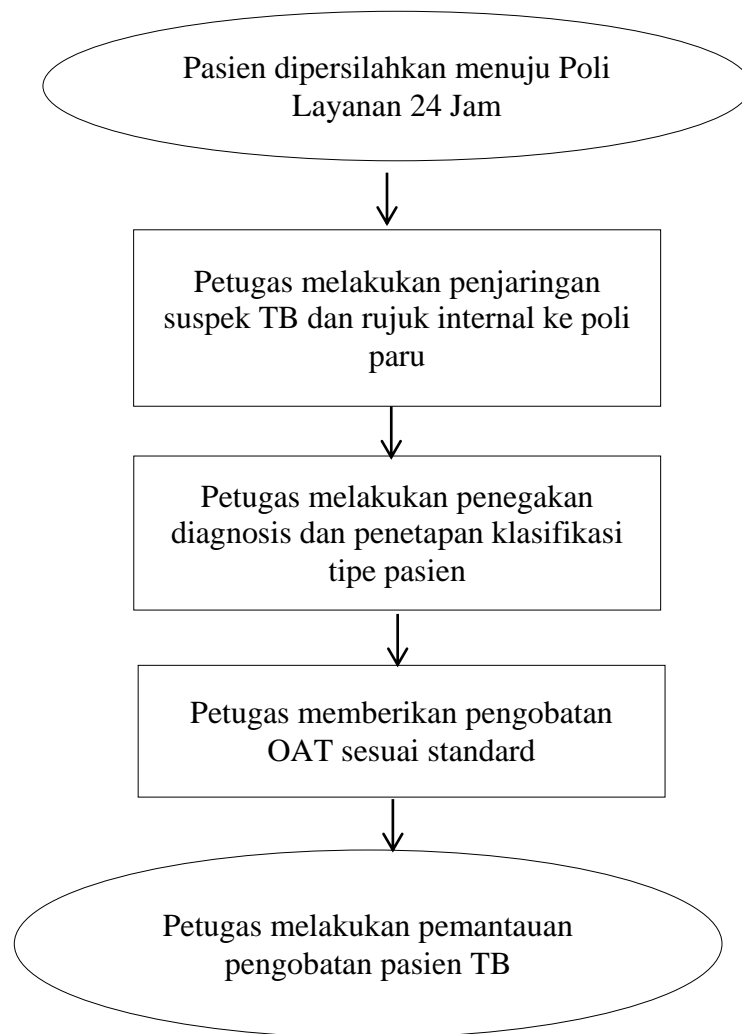 Pasien dipersilahkan menuju Poli
Layanan 24 Jam
Petugas melakukan penjaringan
suspek TB dan rujuk internal ke poli
paru
Petugas melakukan penegakan
diagnosis dan penetapan klasifikasi
tipe pasien
Petugas memberikan pengobatan
OAT sesuai standard
Petugas melakukan pemantauan
pengobatan pasien TB